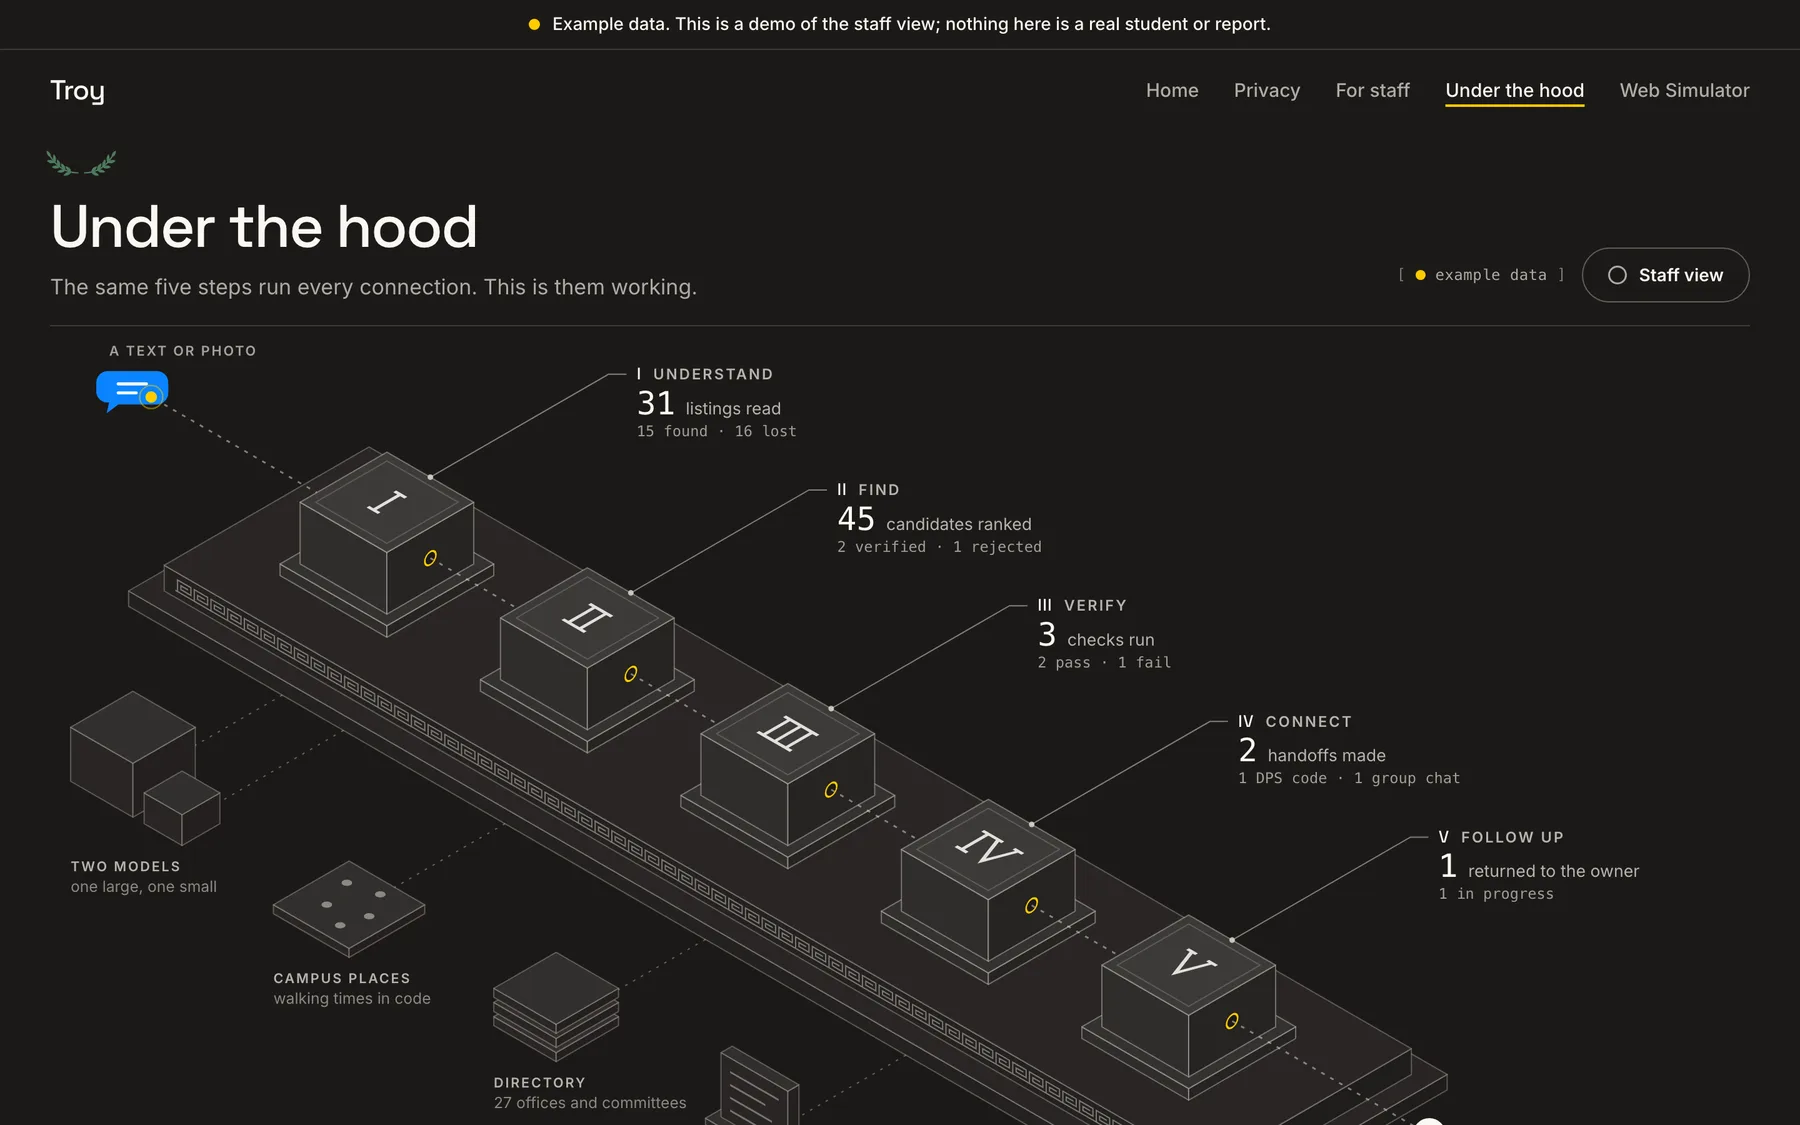 Example data. This is a demo of the staff view; nothing here is a real student or report.
Troy
Home
Privacy
For staff
Under the hood
Web Simulator
Under the hood
The same five steps run every connection. This is them working.
[ example data ]
Staff view
A TEXT OR PHOTO
I UNDERSTAND
31 listings read
15 found · 16 lost
II FIND
45 candidates ranked
2 verified · 1 rejected
III VERIFY
3 checks run
2 pass · 1 fail
IV CONNECT
2 handoffs made
1 DPS code · 1 group chat
V FOLLOW UP
1 returned to the owner
1 in progress
I
II
III
IV
V
TWO MODELS
one large, one small
CAMPUS PLACES
walking times in code
DIRECTORY
27 offices and committees